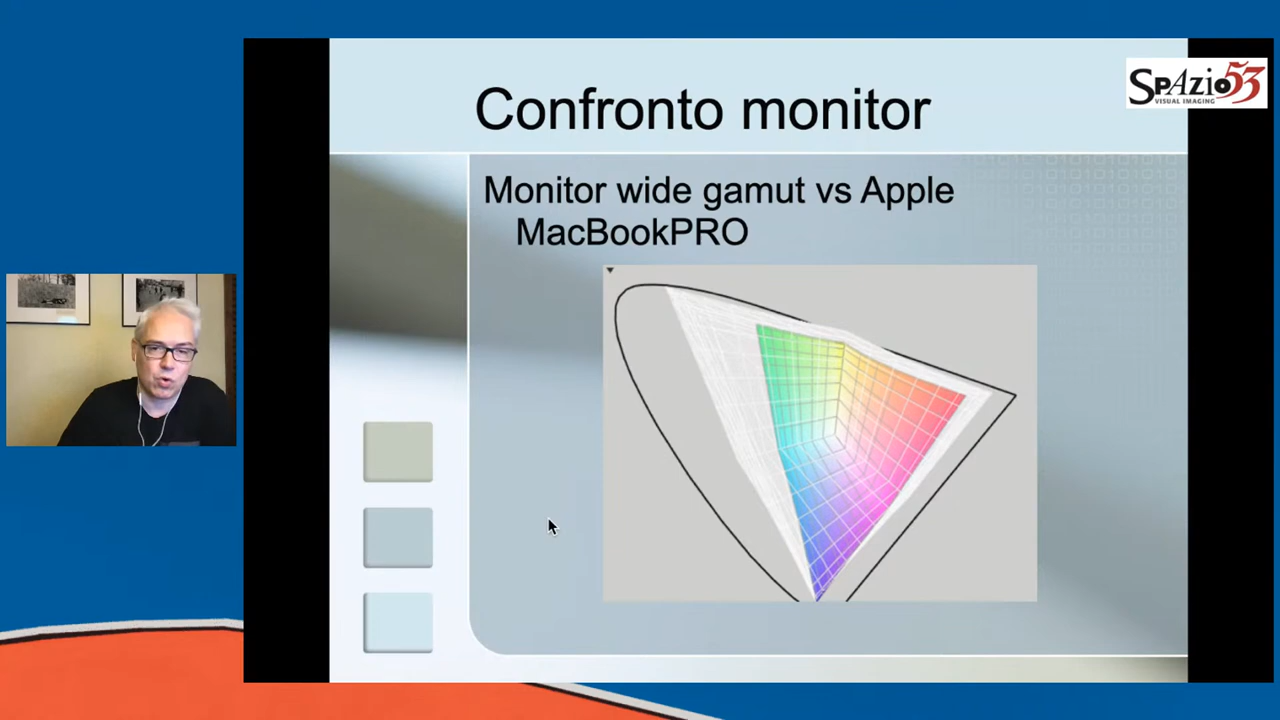 Confronto monitor
SPAzio53
VISUAL IMAGING
Monitor wide gamut vs Apple
MacBookPRO